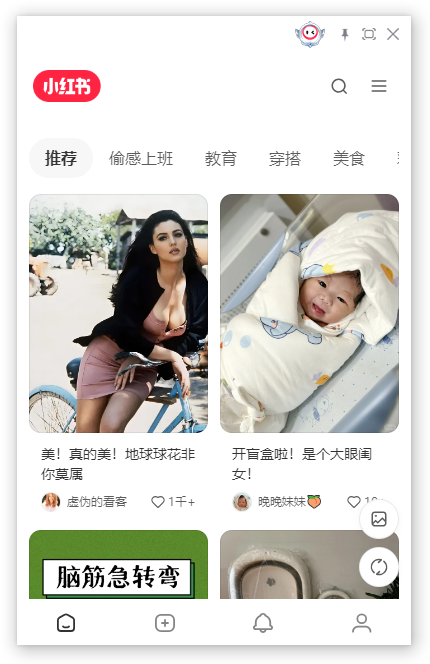 小红书
推荐 偷感上班 教育 穿搭 美食
美！真的美！地球球花非
你莫属
虚伪的看客 1千+
开盲盒啦！是个大眼闺
女！
晚晚妹妹🍑
脑筋急转弯